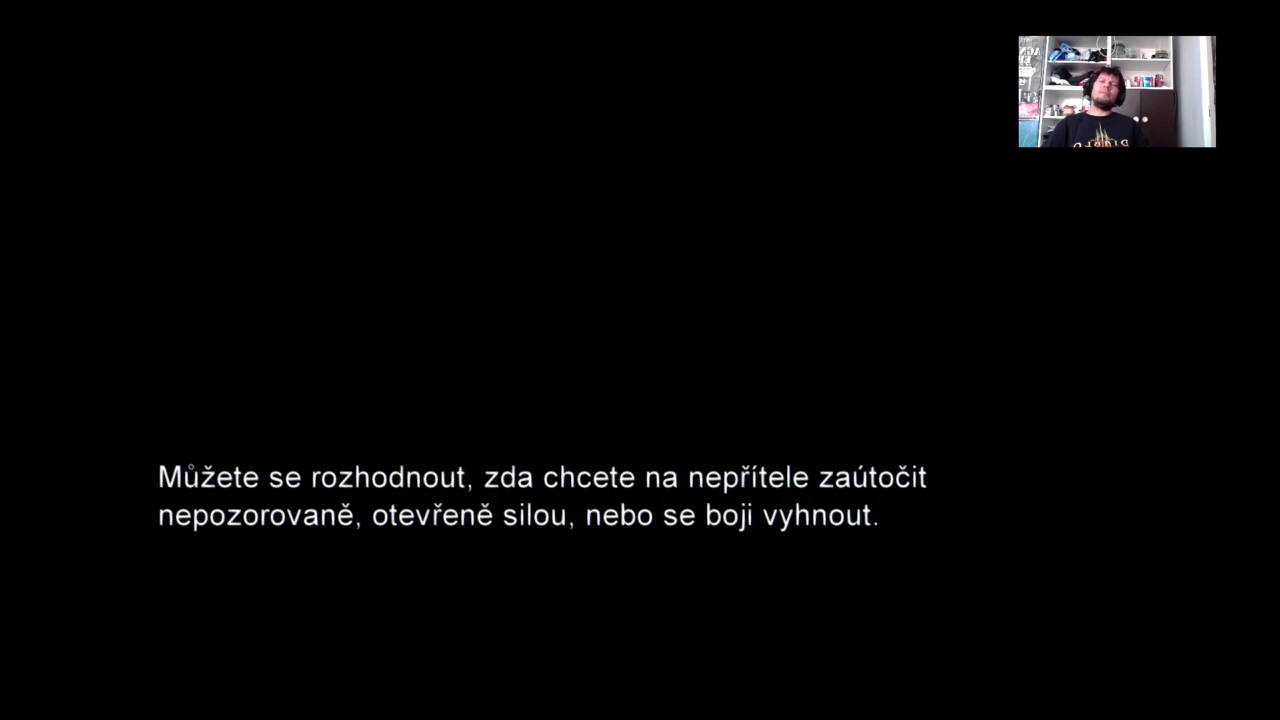 Můžete se rozhodnout, zda chcete na nepřítele zaútočit
nepozorovaně, otevřeně silou, nebo se boji vyhnout.